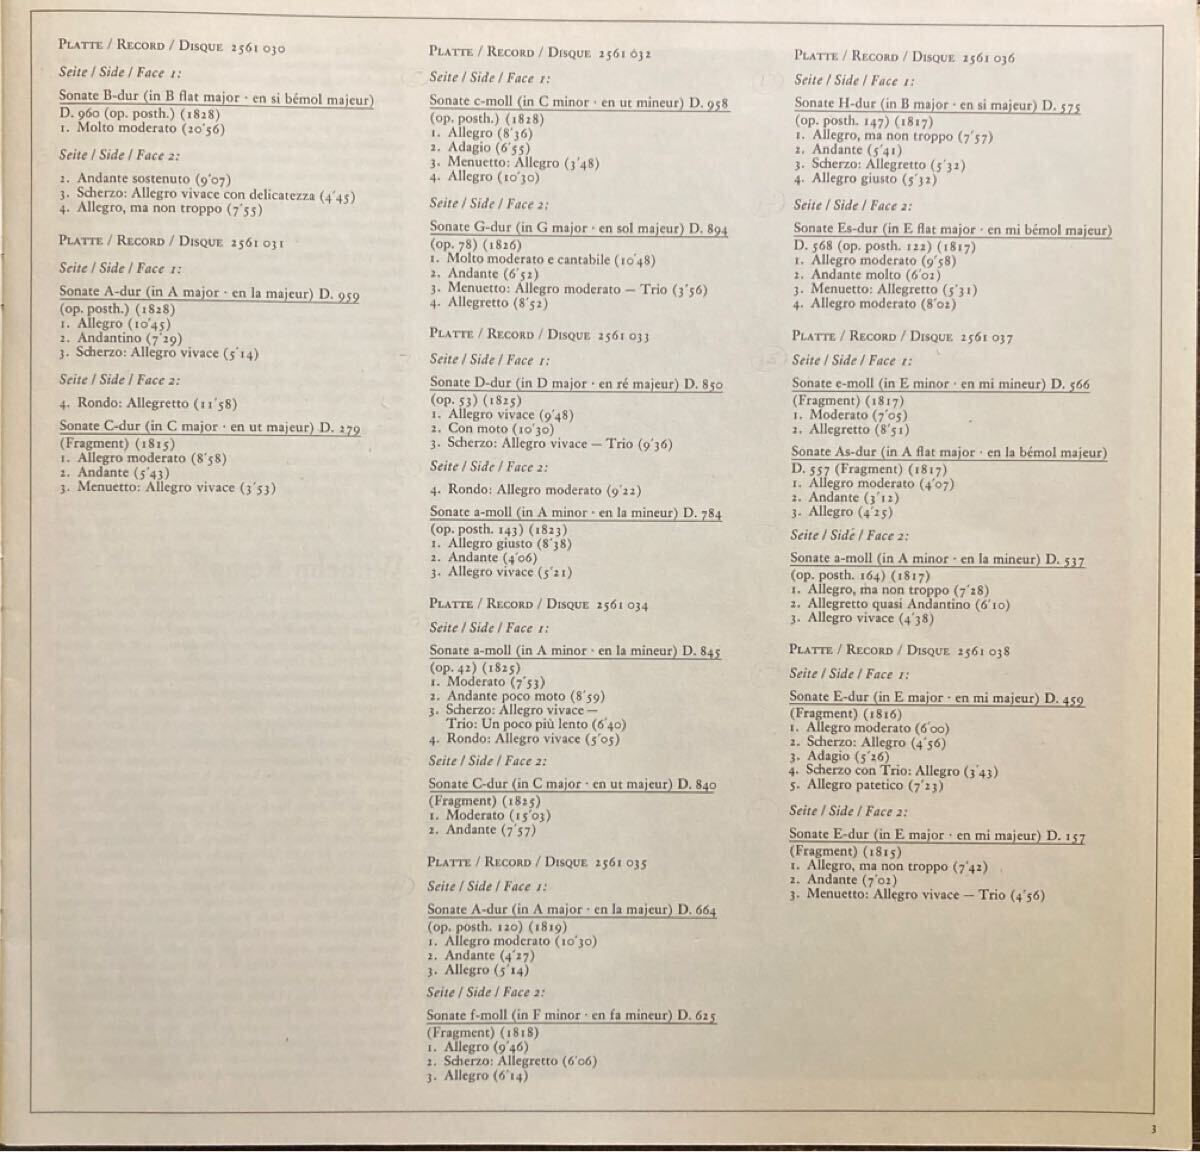 PLATTE / RECORD / DISQUE 2561 030
Seite / Side / Face 1:
Sonate B-dur (in B flat major · en si bémol majeur)
D. 960 (op. posth.) (1828)
1. Molto moderato (20'56)
Seite / Side / Face 2:
2. Andante sostenuto (9'07)
3. Scherzo: Allegro vivace con delicatezza (4'45)
4. Allegro, ma non troppo (7'55)
PLATTE / RECORD / DISQUE 2561 031
Seite / Side / Face 1:
Sonate A-dur (in A major · en la majeur) D. 959
(op. posth.) (1828)
1. Allegro (10'45)
2. Andantino (7'29)
3. Scherzo: Allegro vivace (5'14)
Seite / Side / Face 2:
4. Rondo: Allegretto (11'58)
Sonate C-dur (in C major · en ut majeur) D. 279
(Fragment) (1815)
1. Allegro moderato (8'58)
2. Andante (5'43)
3. Menuetto: Allegro vivace (3'53)
PLATTE / RECORD / DISQUE 2561 032
Seite / Side / Face 1:
Sonate c-moll (in C minor · en ut mineur) D. 958
(op. posth.) (1828)
1. Allegro (8'36)
2. Adagio (6'55)
3. Menuetto: Allegro (3'48)
4. Allegro (10'30)
Seite / Side / Face 2:
Sonate G-dur (in G major · en sol majeur) D. 894
(op. 78) (1826)
1. Molto moderato e cantabile (10'48)
2. Andante (6'52)
3. Menuetto: Allegro moderato — Trio (3'56)
4. Allegretto (8'52)
PLATTE / RECORD / DISQUE 2561 033
Seite / Side / Face 1:
Sonate D-dur (in D major · en ré majeur) D. 850
(op. 53) (1825)
1. Allegro vivace (9'48)
2. Con moto (10'30)
3. Scherzo: Allegro vivace — Trio (9'36)
Seite / Side / Face 2:
4. Rondo: Allegro moderato (9'22)
Sonate a-moll (in A minor · en la mineur) D. 784
(op. posth. 143) (1823)
1. Allegro giusto (8'38)
2. Andante (4'06)
3. Allegro vivace (5'21)
PLATTE / RECORD / DISQUE 2561 034
Seite / Side / Face 1:
Sonate a-moll (in A minor · en la mineur) D. 845
(op. 42) (1825)
1. Moderato (7'53)
2. Andante poco moto (8'59)
3. Scherzo: Allegro vivace —
Trio: Un poco più lento (6'40)
4. Rondo: Allegro vivace (5'05)
Seite / Side / Face 2:
Sonate C-dur (in C major · en ut majeur) D. 840
(Fragment) (1825)
1. Moderato (15'03)
2. Andante (7'57)
PLATTE / RECORD / DISQUE 2561 035
Seite / Side / Face 1:
Sonate A-dur (in A major · en la majeur) D. 664
(op. posth. 120) (1819)
1. Allegro moderato (10'30)
2. Andante (4'27)
3. Allegro (5'14)
Seite / Side / Face 2:
Sonate f-moll (in F minor · en fa mineur) D. 625
(Fragment) (1818)
1. Allegro (9'46)
2. Scherzo: Allegretto (6'06)
3. Allegro (6'14)
PLATTE / RECORD / DISQUE 2561 036
Seite / Side / Face 1:
Sonate H-dur (in B major · en si majeur) D. 575
(op. posth. 147) (1817)
1. Allegro, ma non troppo (7'57)
2. Andante (5'41)
3. Scherzo: Allegretto (5'32)
4. Allegro giusto (5'32)
Seite / Side / Face 2:
Sonate Es-dur (in E flat major · en mi bémol majeur)
D. 568 (op. posth. 122) (1817)
1. Allegro moderato (9'58)
2. Andante molto (6'02)
3. Menuetto: Allegretto (5'31)
4. Allegro moderato (8'02)
PLATTE / RECORD / DISQUE 2561 037
Seite / Side / Face 1:
Sonate e-moll (in E minor · en mi mineur) D. 566
(Fragment) (1817)
1. Moderato (7'05)
2. Allegretto (8'51)
Sonate As-dur (in A flat major · en la bémol majeur)
D. 557 (Fragment) (1817)
1. Allegro moderato (4'07)
2. Andante (3'12)
3. Allegro (4'25)
Seite / Side / Face 2:
Sonate a-moll (in A minor · en la mineur) D. 537
(op. posth. 164) (1817)
1. Allegro, ma non troppo (7'28)
2. Allegretto quasi Andantino (6'10)
3. Allegro vivace (4'38)
PLATTE / RECORD / DISQUE 2561 038
Seite / Side / Face 1:
Sonate E-dur (in E major · en mi majeur) D. 459
(Fragment) (1816)
1. Allegro moderato (6'00)
2. Scherzo: Allegro (4'56)
3. Adagio (5'26)
4. Scherzo con Trio: Allegro (3'43)
5. Allegro patetico (7'23)
Seite / Side / Face 2:
Sonate E-dur (in E major · en mi majeur) D. 157
(Fragment) (1815)
1. Allegro, ma non troppo (7'42)
2. Andante (7'02)
3. Menuetto: Allegro vivace — Trio (4'56)
3